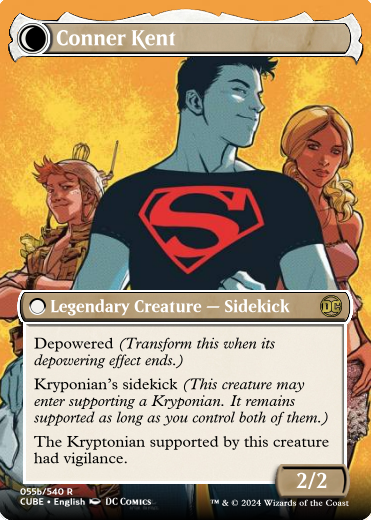 Conner Kent
S
Legendary Creature — Sidekick
DC
Depowered (Transform this when its
depowering effect ends.)
Kryponian's sidekick (This creature may
enter supporting a Kryponian. It remains
supported as long as you control both of them.)
The Kryptonian supported by this creature
had vigilance.
2/2
055b/540 R
CUBE • English DC Comics
™ & © 2024 Wizards of the Coast